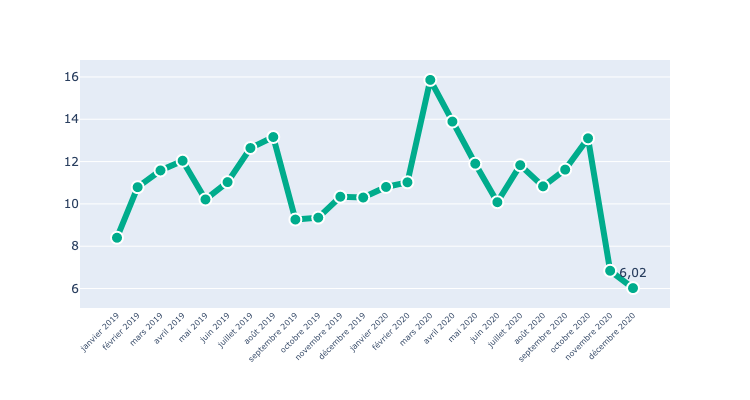 16
14
12
10
8
6
6,02
janvier 2019
février 2019
mars 2019
avril 2019
mai 2019
juin 2019
juillet 2019
août 2019
septembre 2019
octobre 2019
novembre 2019
décembre 2019
janvier 2020
février 2020
mars 2020
avril 2020
mai 2020
juin 2020
juillet 2020
août 2020
septembre 2020
octobre 2020
novembre 2020
décembre 2020